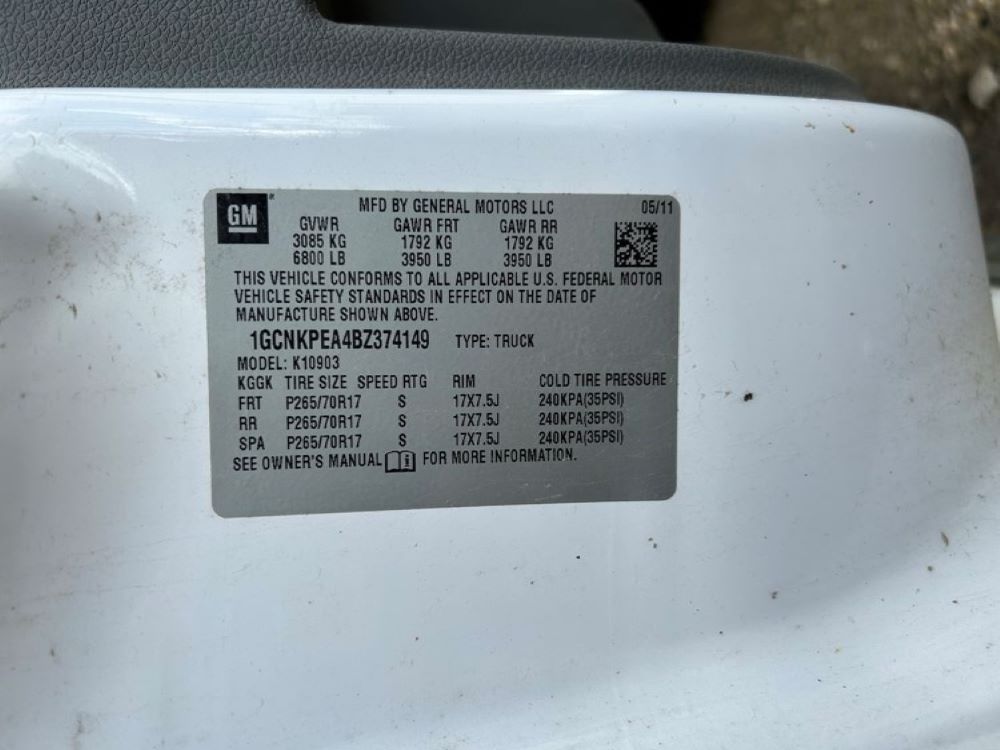 GM
MFD BY GENERAL MOTORS LLC 05/11
GVWR GAWR FRT GAWR RR
3085 KG 1792 KG 1792 KG
6800 LB 3950 LB 3950 LB
THIS VEHICLE CONFORMS TO ALL APPLICABLE U.S. FEDERAL MOTOR
VEHICLE SAFETY STANDARDS IN EFFECT ON THE DATE OF
MANUFACTURE SHOWN ABOVE.
1GCNKPEA4BZ374149 TYPE: TRUCK
MODEL: K10903
KGGK TIRE SIZE SPEED RTG RIM COLD TIRE PRESSURE
FRT P265/70R17 S 17X7.5J 240KPA(35PSI)
RR P265/70R17 S 17X7.5J 240KPA(35PSI)
SPA P265/70R17 S 17X7.5J 240KPA(35PSI)
SEE OWNER'S MANUAL i FOR MORE INFORMATION.